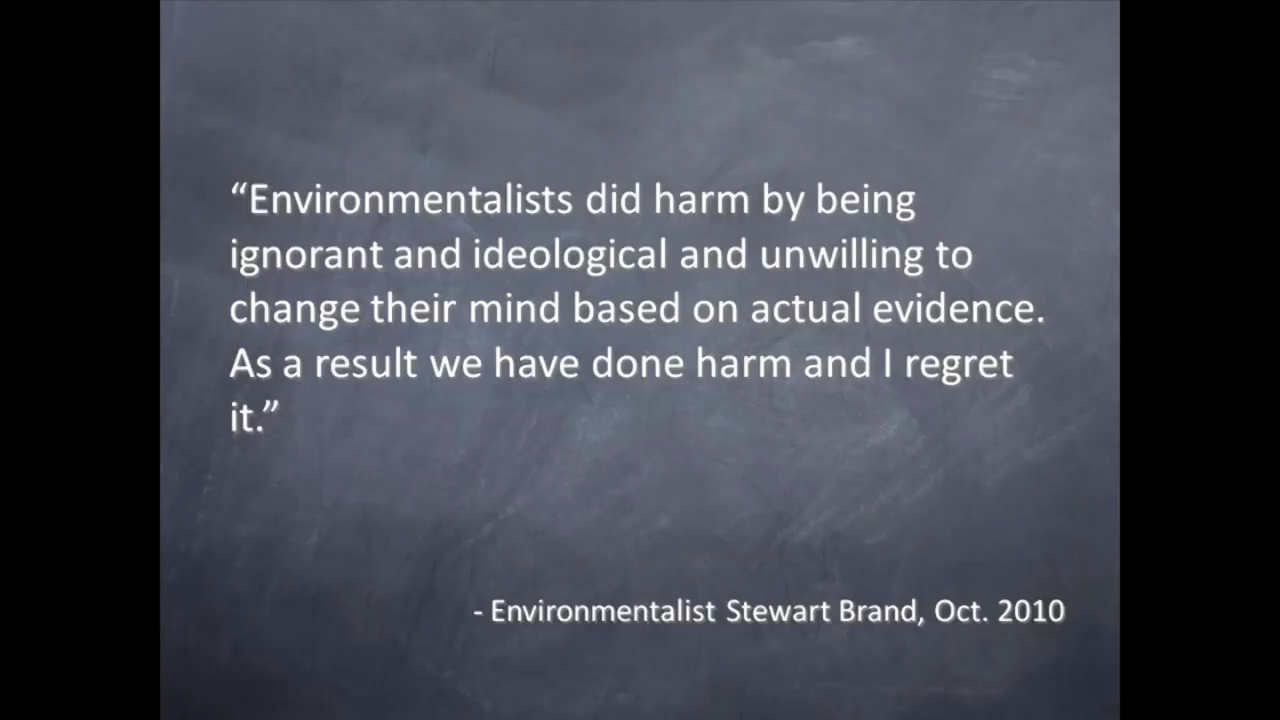 “Environmentalists did harm by being
ignorant and ideological and unwilling to
change their mind based on actual evidence.
As a result we have done harm and I regret
it.”
- Environmentalist Stewart Brand, Oct. 2010